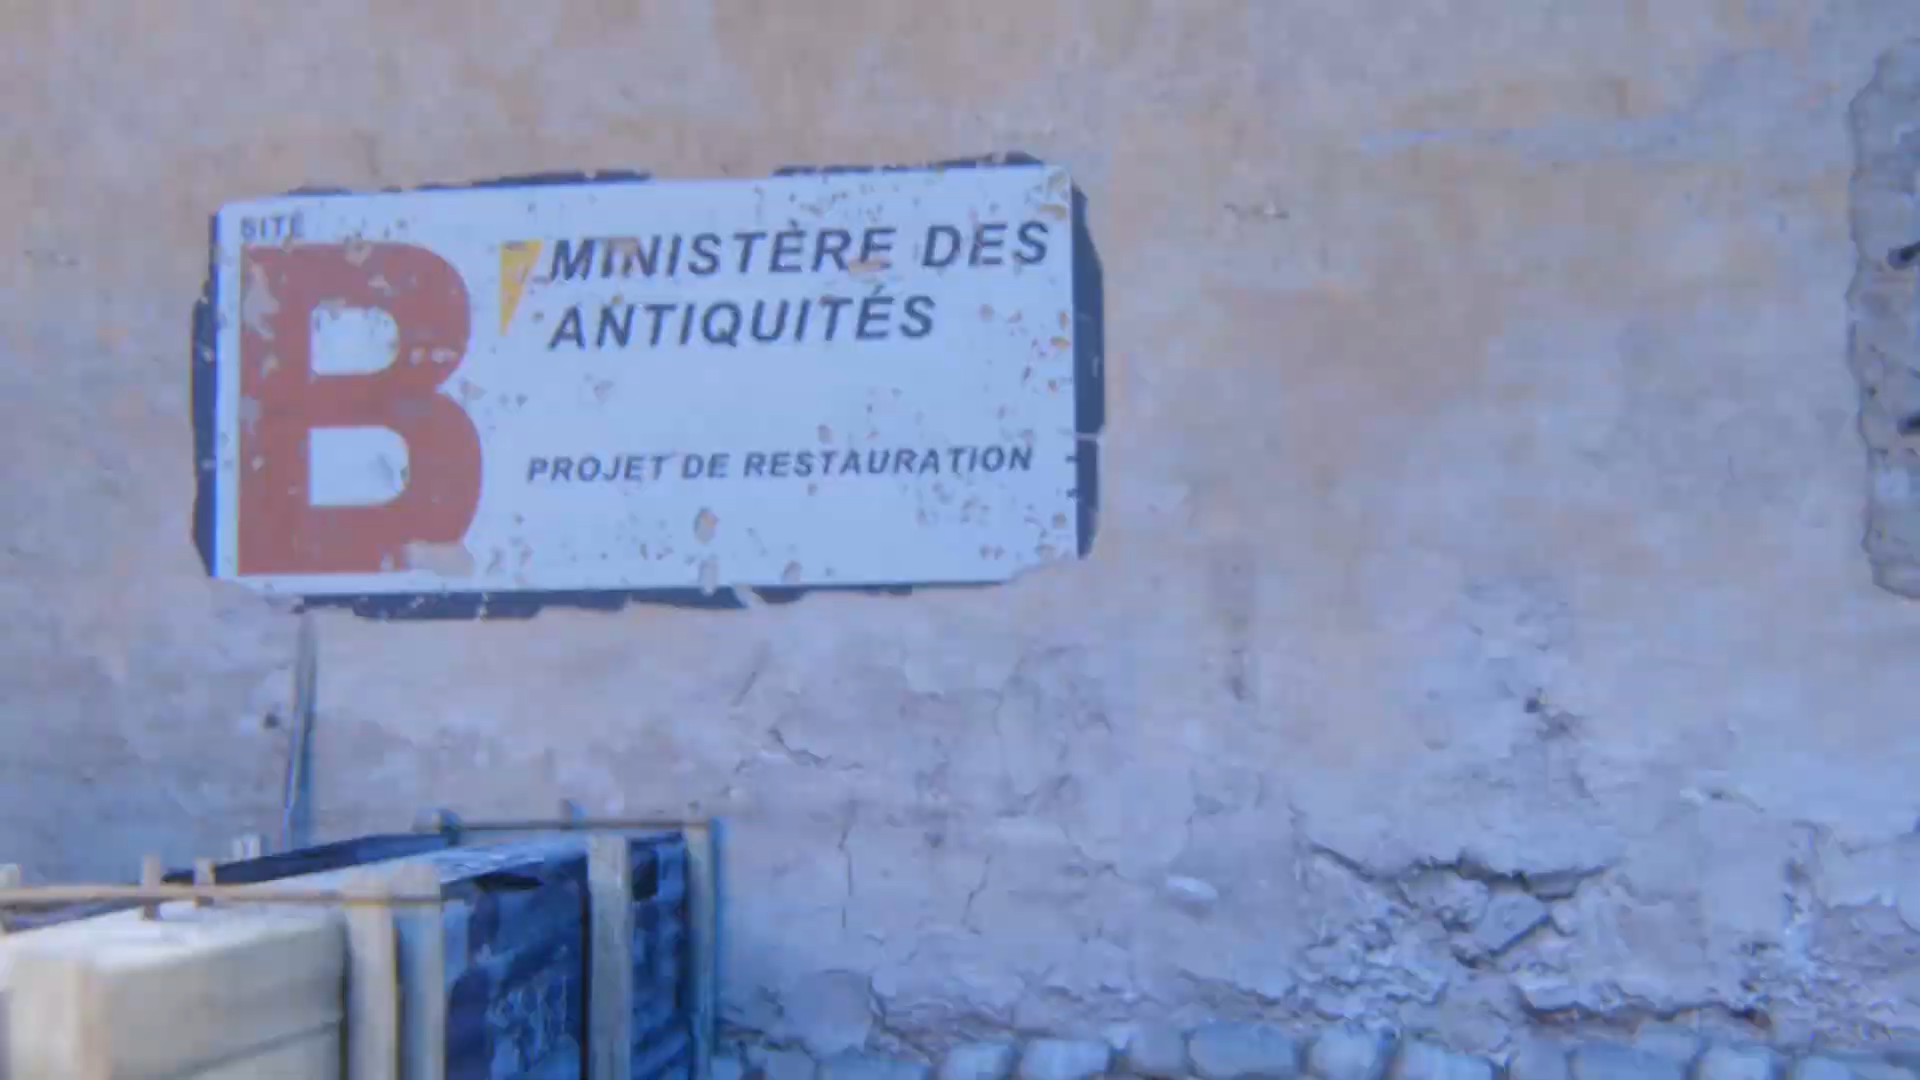 SITE
B
MINISTÈRE DES
ANTIQUITÉS
PROJET DE RESTAURATION